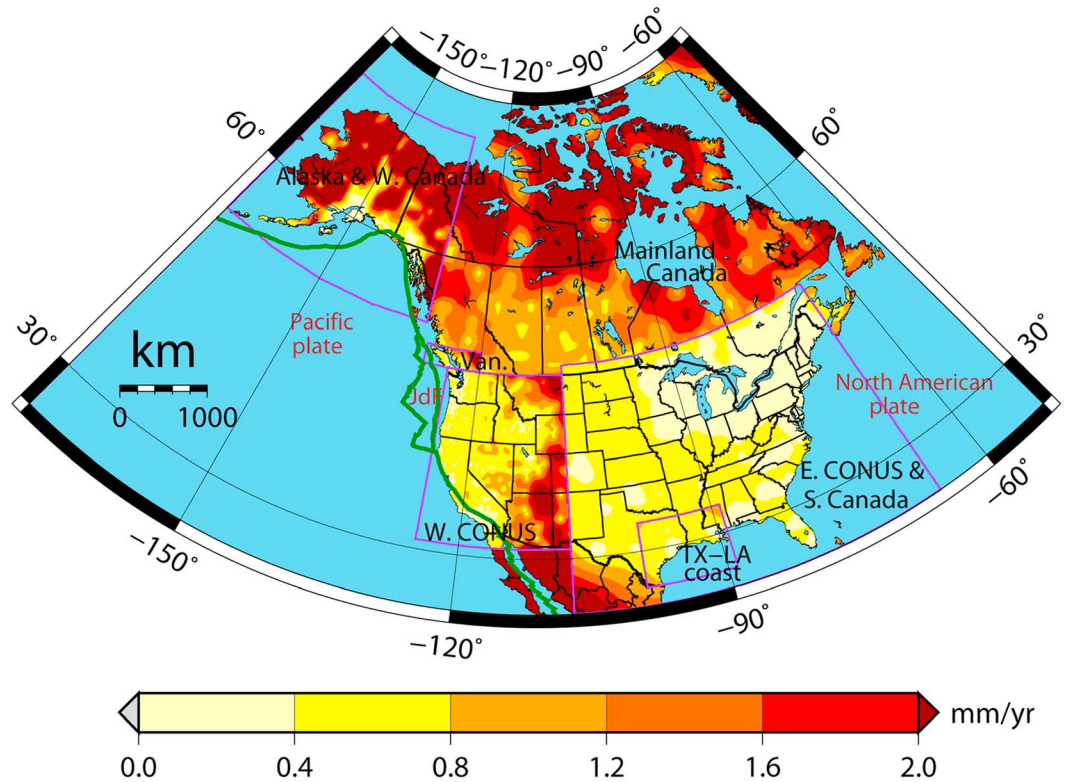 −150°
−120°
−90°
−60°
60°
60°
Alaska & W. Canada
Mainland
Canada
30°
30°
Pacific
plate
km
0 1000
Van.
JdF
North American
plate
E. CONUS &
S. Canada
W. CONUS
TX−LA
coast
−60°
−150°
−120°
−90°
mm/yr
0.0 0.4 0.8 1.2 1.6 2.0